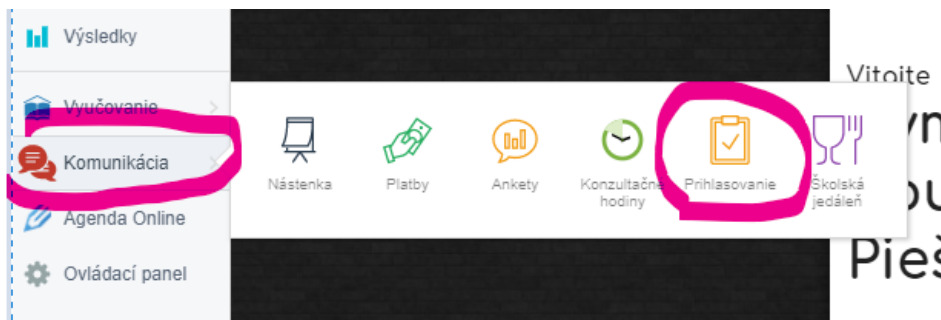 Výsledky
Vyučovanie
Komunikácia
Agenda Online
Ovládací panel
Nástenka
Platby
Ankety
Konzultačné
hodiny
Prihlasovanie
Školská
jedáleň
Vitajte
Pieš